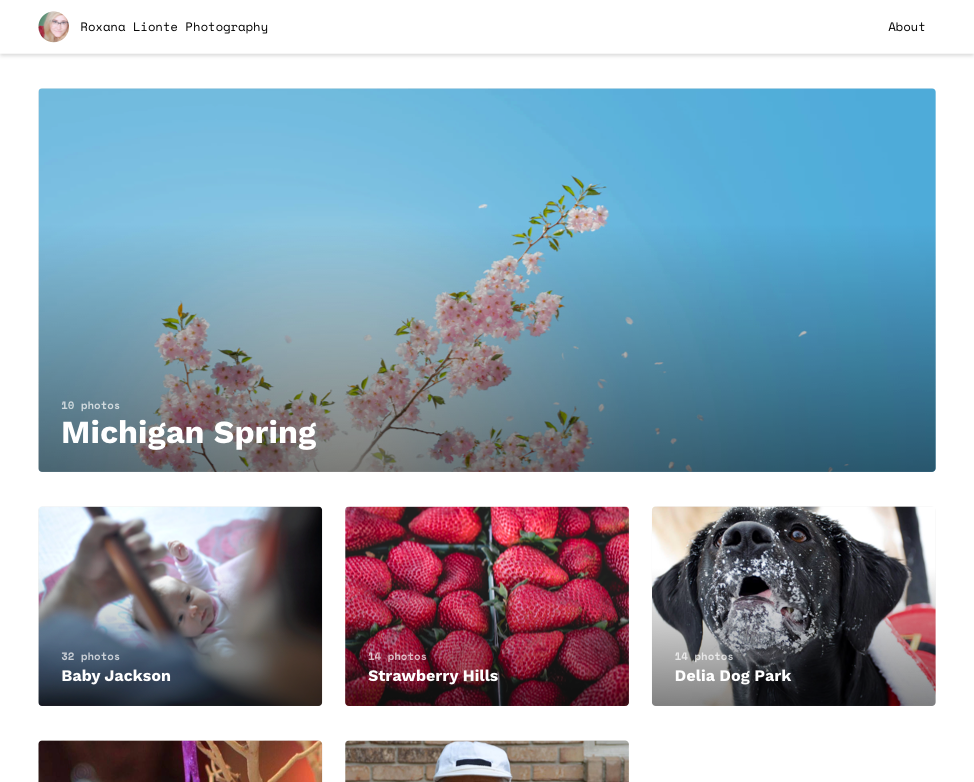 Roxana Lionte Photography
About
10 photos
Michigan Spring
32 photos
Baby Jackson
14 photos
Strawberry Hills
14 photos
Delia Dog Park